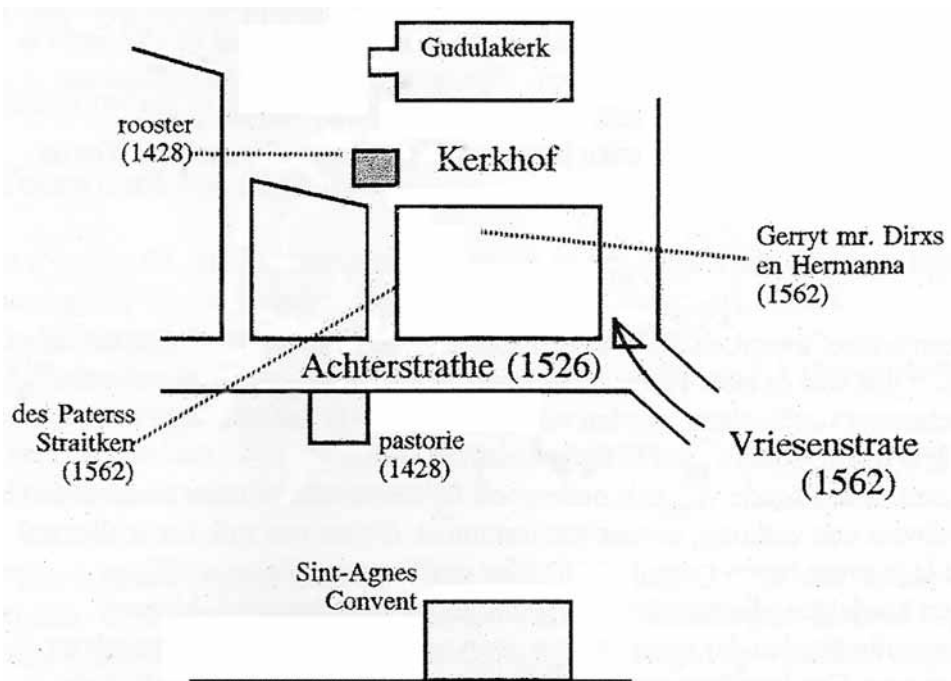 Gudulakerk
rooster
(1428)
Kerkhof
Gerryt mr. Dirxs
en Hermanna
(1562)
Achterstrathe (1526)
des Paterss
Straitken
(1562)
pastorie
(1428)
Vriesenstrate
(1562)
Sint-Agnes
Convent